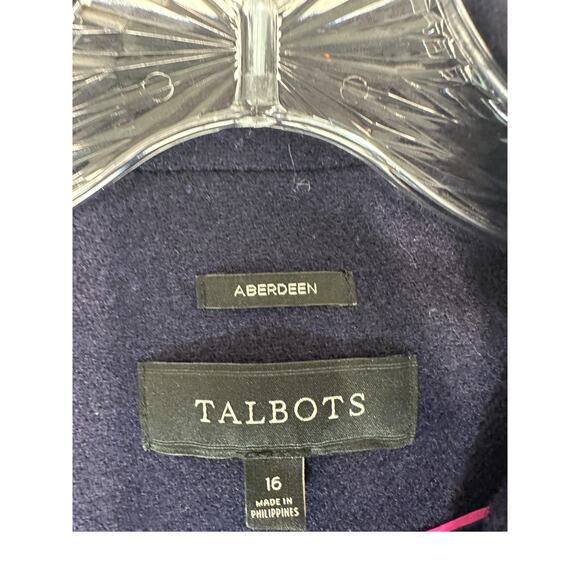 ABERDEEN
TALBOTS
16
MADE IN
PHILIPPINES